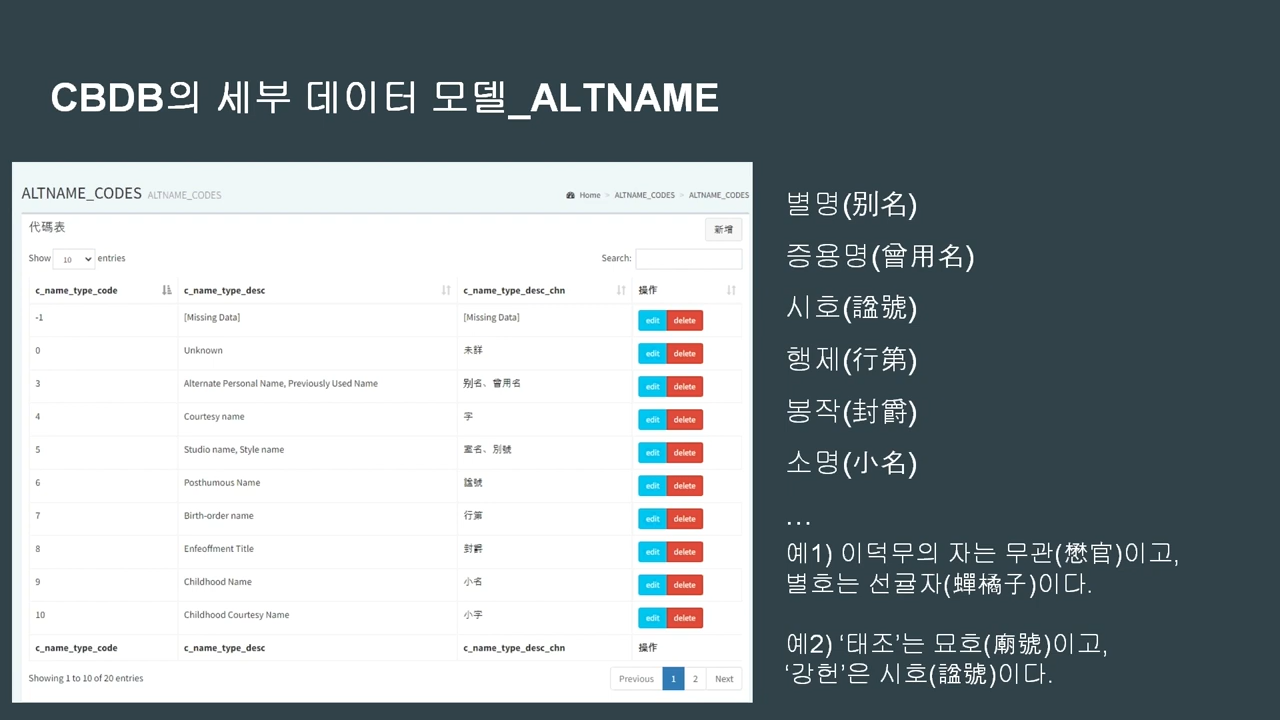 CBDB의 세부 데이터 모델_ALTNAME
ALTNAME_CODES ALTNAME_CODES
Home > ALTNAME_CODES > ALTNAME_CODES
代碼表
新增
Show 10 entries
Search:
c_name_type_code c_name_type_desc c_name_type_desc_chn 操作
-1 [Missing Data] [Missing Data] edit delete
0 Unknown 未詳 edit delete
3 Alternate Personal Name, Previously Used Name 别名、曾用名 edit delete
4 Courtesy name 字 edit delete
5 Studio name, Style name 室名、別號 edit delete
6 Posthumous Name 諡號 edit delete
7 Birth-order name 行第 edit delete
8 Enfeoffment Title 封爵 edit delete
9 Childhood Name 小名 edit delete
10 Childhood Courtesy Name 小字 edit delete
c_name_type_code c_name_type_desc c_name_type_desc_chn 操作
Showing 1 to 10 of 20 entries
Previous 1 2 Next
별명(别名)
증용명(曾用名)
시호(諡號)
행제(行第)
봉작(封爵)
소명(小名)
…
예1) 이덕무의 자는 무관(懋官)이고,
별호는 선귤자(蟬橘子)이다.
예2) ‘태조’는 묘호(廟號)이고,
‘강헌’은 시호(諡號)이다.